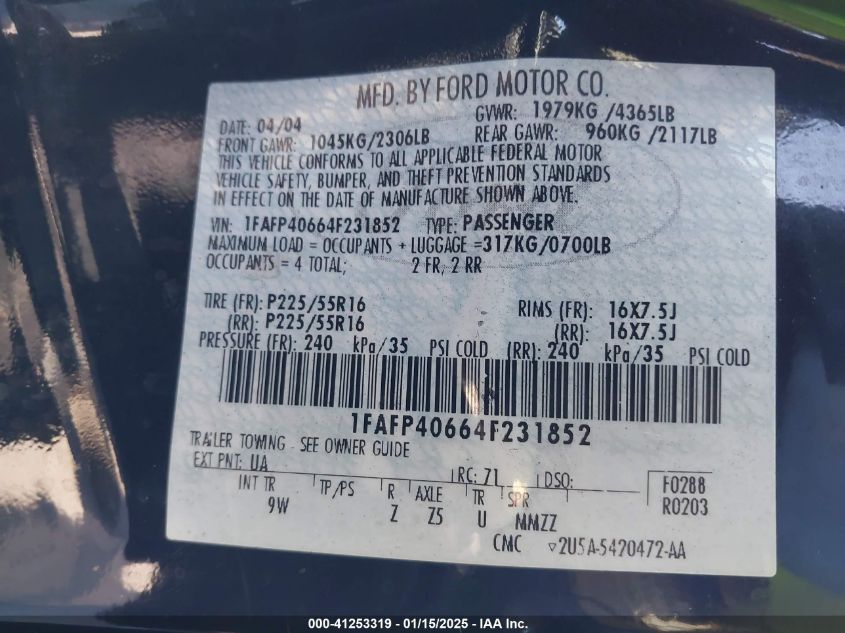 MFD. BY FORD MOTOR CO.
DATE: 04/04 GVWR: 1979KG /4365LB
FRONT GAWR: 1045KG/2306LB REAR GAWR: 960KG /2117LB
THIS VEHICLE CONFORMS TO ALL APPLICABLE FEDERAL MOTOR
VEHICLE SAFETY, BUMPER, AND THEFT PREVENTION STANDARDS
IN EFFECT ON THE DATE OF MANUFACTURE SHOWN ABOVE.
VIN: 1FAFP40664F231852 TYPE: PASSENGER
MAXIMUM LOAD = OCCUPANTS + LUGGAGE =317KG/0700LB
OCCUPANTS = 4 TOTAL; 2 FR, 2 RR
TIRE (FR): P225/55R16 RIMS (FR): 16X7.5J
(RR): P225/55R16 (RR): 16X7.5J
PRESSURE (FR): 240 kPa/35 PSI COLD (RR): 240 kPa/35 PSI COLD
1FAFP40664F231852
TRAILER TOWING - SEE OWNER GUIDE
EXT PNT: UA RC: 71 DSO: F0288
INT TR TP/PS R AXLE TR SPR R0203
9W Z Z5 U MMZZ
CMC ▽2U5A-5420472-AA
000-41253319 - 01/15/2025 - IAA Inc.